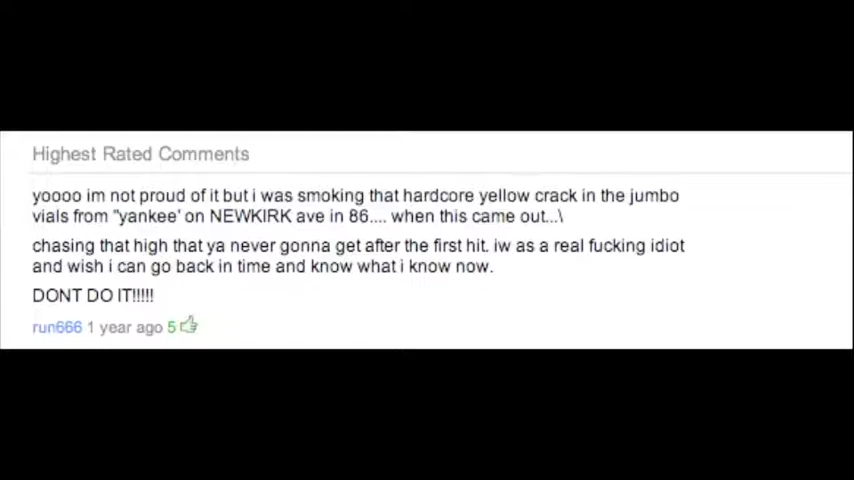 Highest Rated Comments
yoooo im not proud of it but i was smoking that hardcore yellow crack in the jumbo
vials from "yankee' on NEWKIRK ave in 86.... when this came out...\
chasing that high that ya never gonna get after the first hit. iw as a real fucking idiot
and wish i can go back in time and know what i know now.
DONT DO IT!!!!!
run666 1 year ago 5